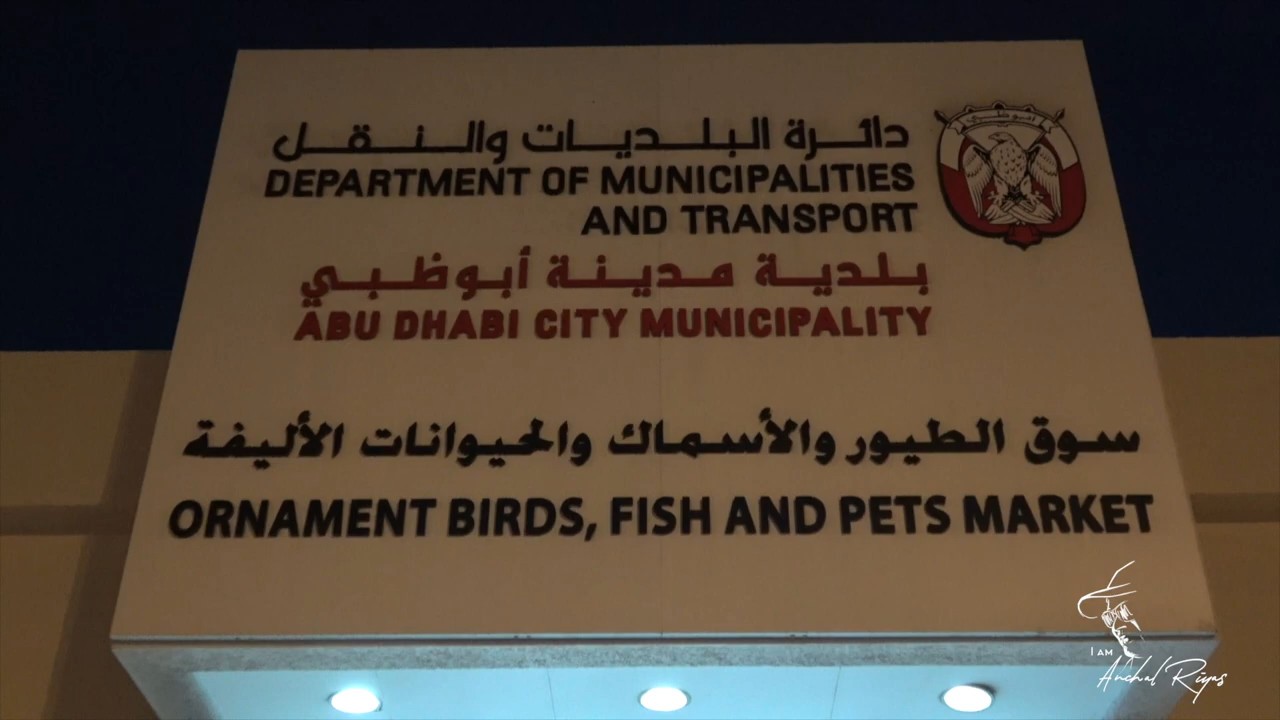 دائرة البلديات والنقل
DEPARTMENT OF MUNICIPALITIES
AND TRANSPORT
أبوظبي
بلدية مدينة أبوظبي
ABU DHABI CITY MUNICIPALITY
سوق الطيور والأسماك والحيوانات الأليفة
ORNAMENT BIRDS, FISH AND PETS MARKET
I AM
Anchal Riyas